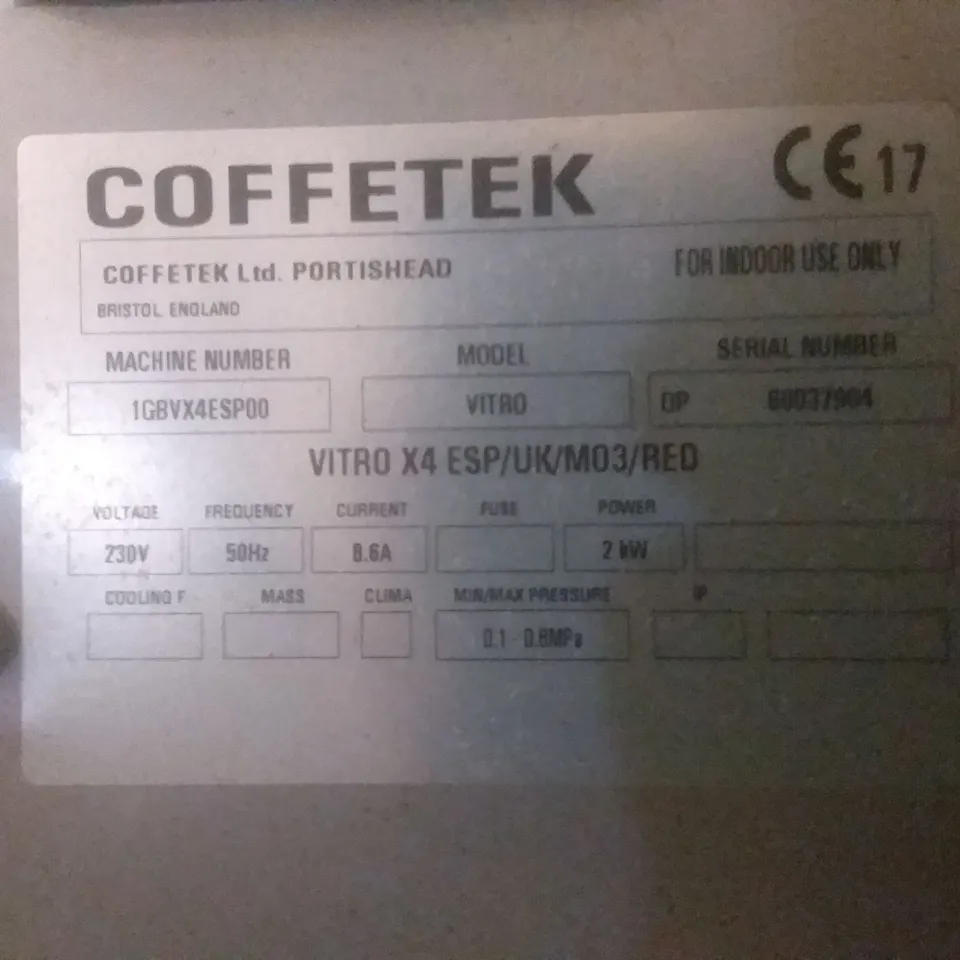 COFFETEK
CE 17
COFFETEK Ltd. PORTISHEAD
FOR INDOOR USE ONLY
BRISTOL ENGLAND
MACHINE NUMBER MODEL SERIAL NUMBER
1GBVX4ESP00 VITRO DP
VITRO X4 ESP/UK/M03/RED
VOLTAGE FREQUENCY CURRENT FUSE POWER
230V 50Hz 8.6A 2 kW
COOLING F MASS CLIMA MIN/MAX PRESSURE IP
0.1 - 0.8MPa